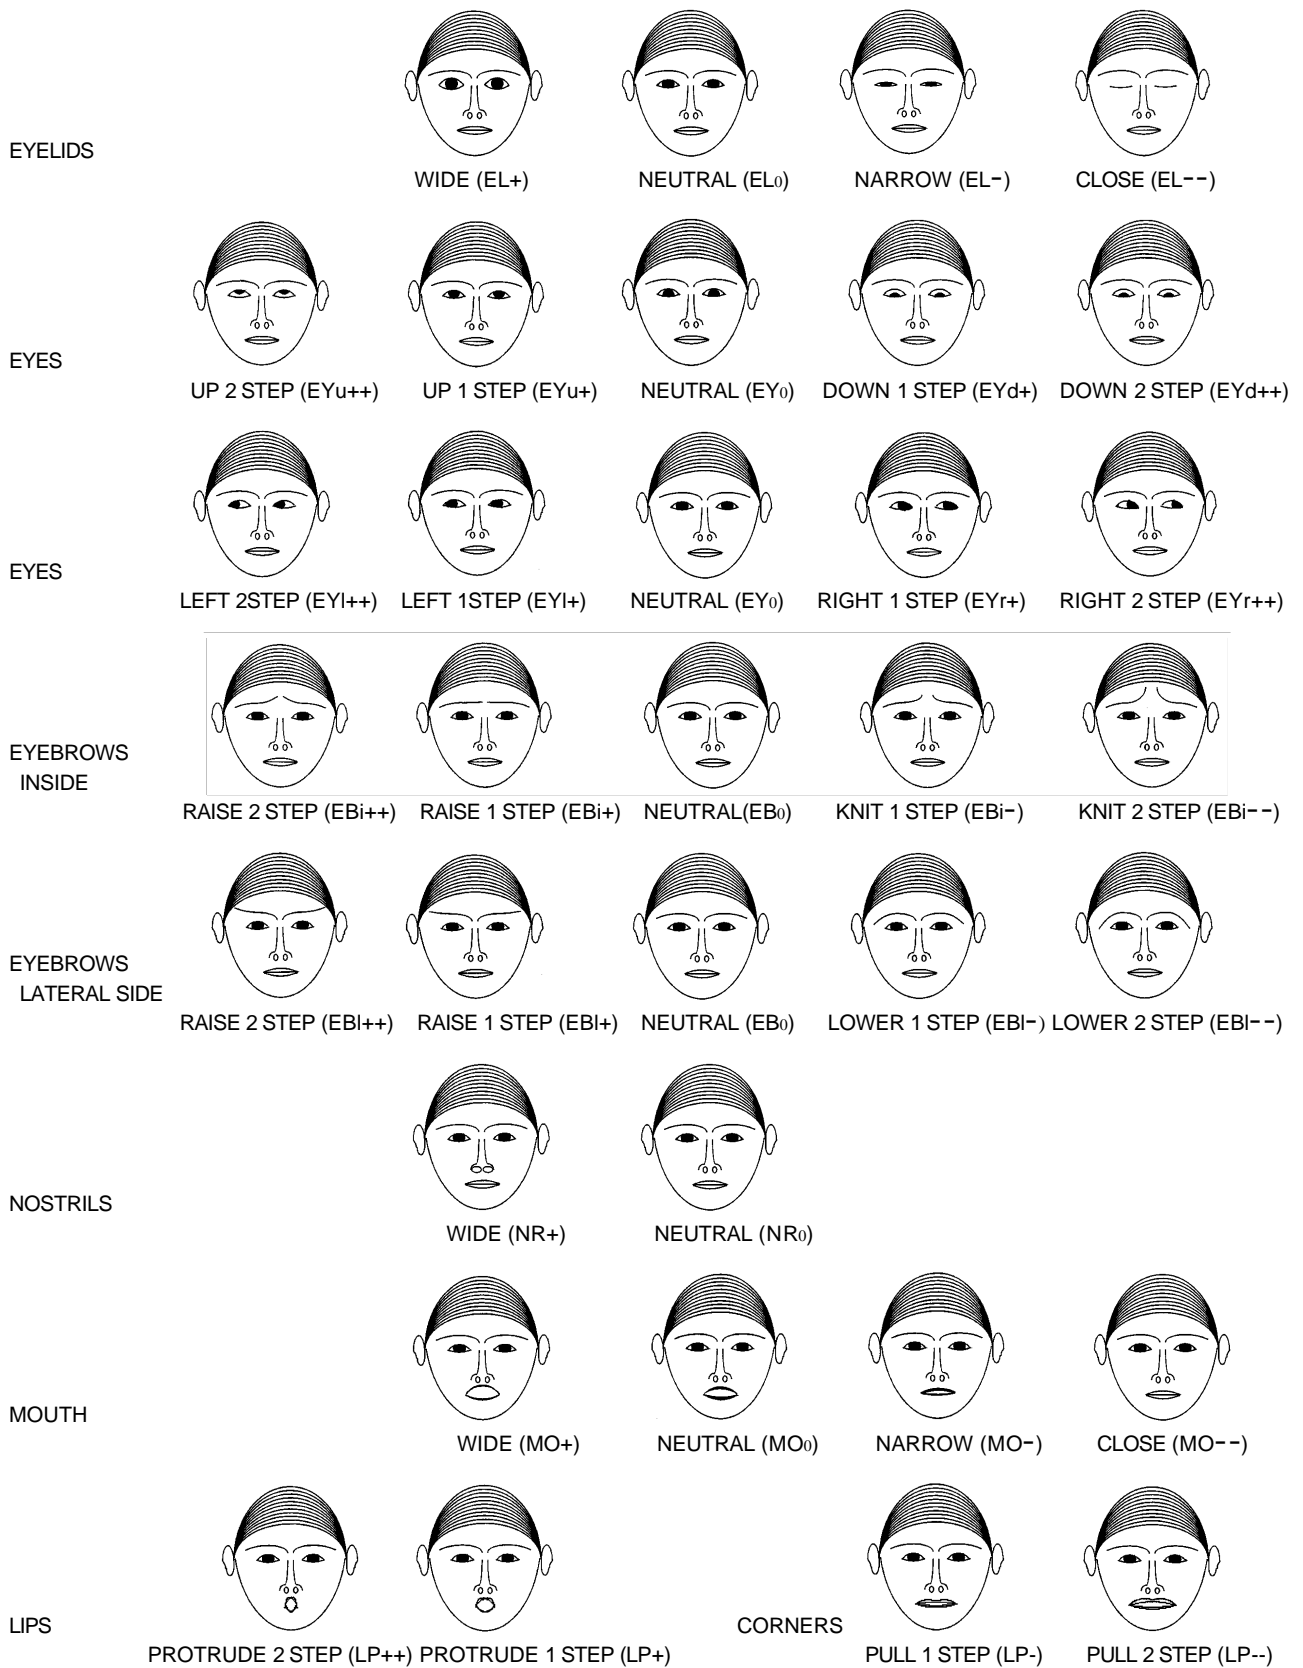 EYELIDS
WIDE (EL+) NEUTRAL (EL0) NARROW (EL-) CLOSE (EL--)
EYES
UP 2 STEP (EYu++) UP 1 STEP (EYu+) NEUTRAL (EY0) DOWN 1 STEP (EYd+) DOWN 2 STEP (EYd++)
EYES
LEFT 2STEP (EYl++) LEFT 1STEP (EYl+) NEUTRAL (EY0) RIGHT 1 STEP (EYr+) RIGHT 2 STEP (EYr++)
EYEBROWS
INSIDE
RAISE 2 STEP (EBi++) RAISE 1 STEP (EBi+) NEUTRAL(EB0) KNIT 1 STEP (EBi-) KNIT 2 STEP (EBi--)
EYEBROWS
LATERAL SIDE
RAISE 2 STEP (EBl++) RAISE 1 STEP (EBl+) NEUTRAL (EB0) LOWER 1 STEP (EBl-) LOWER 2 STEP (EBl--)
NOSTRILS
WIDE (NR+) NEUTRAL (NR0)
MOUTH
WIDE (MO+) NEUTRAL (MO0) NARROW (MO-) CLOSE (MO--)
LIPS CORNERS
PROTRUDE 2 STEP (LP++) PROTRUDE 1 STEP (LP+) PULL 1 STEP (LP-) PULL 2 STEP (LP--)